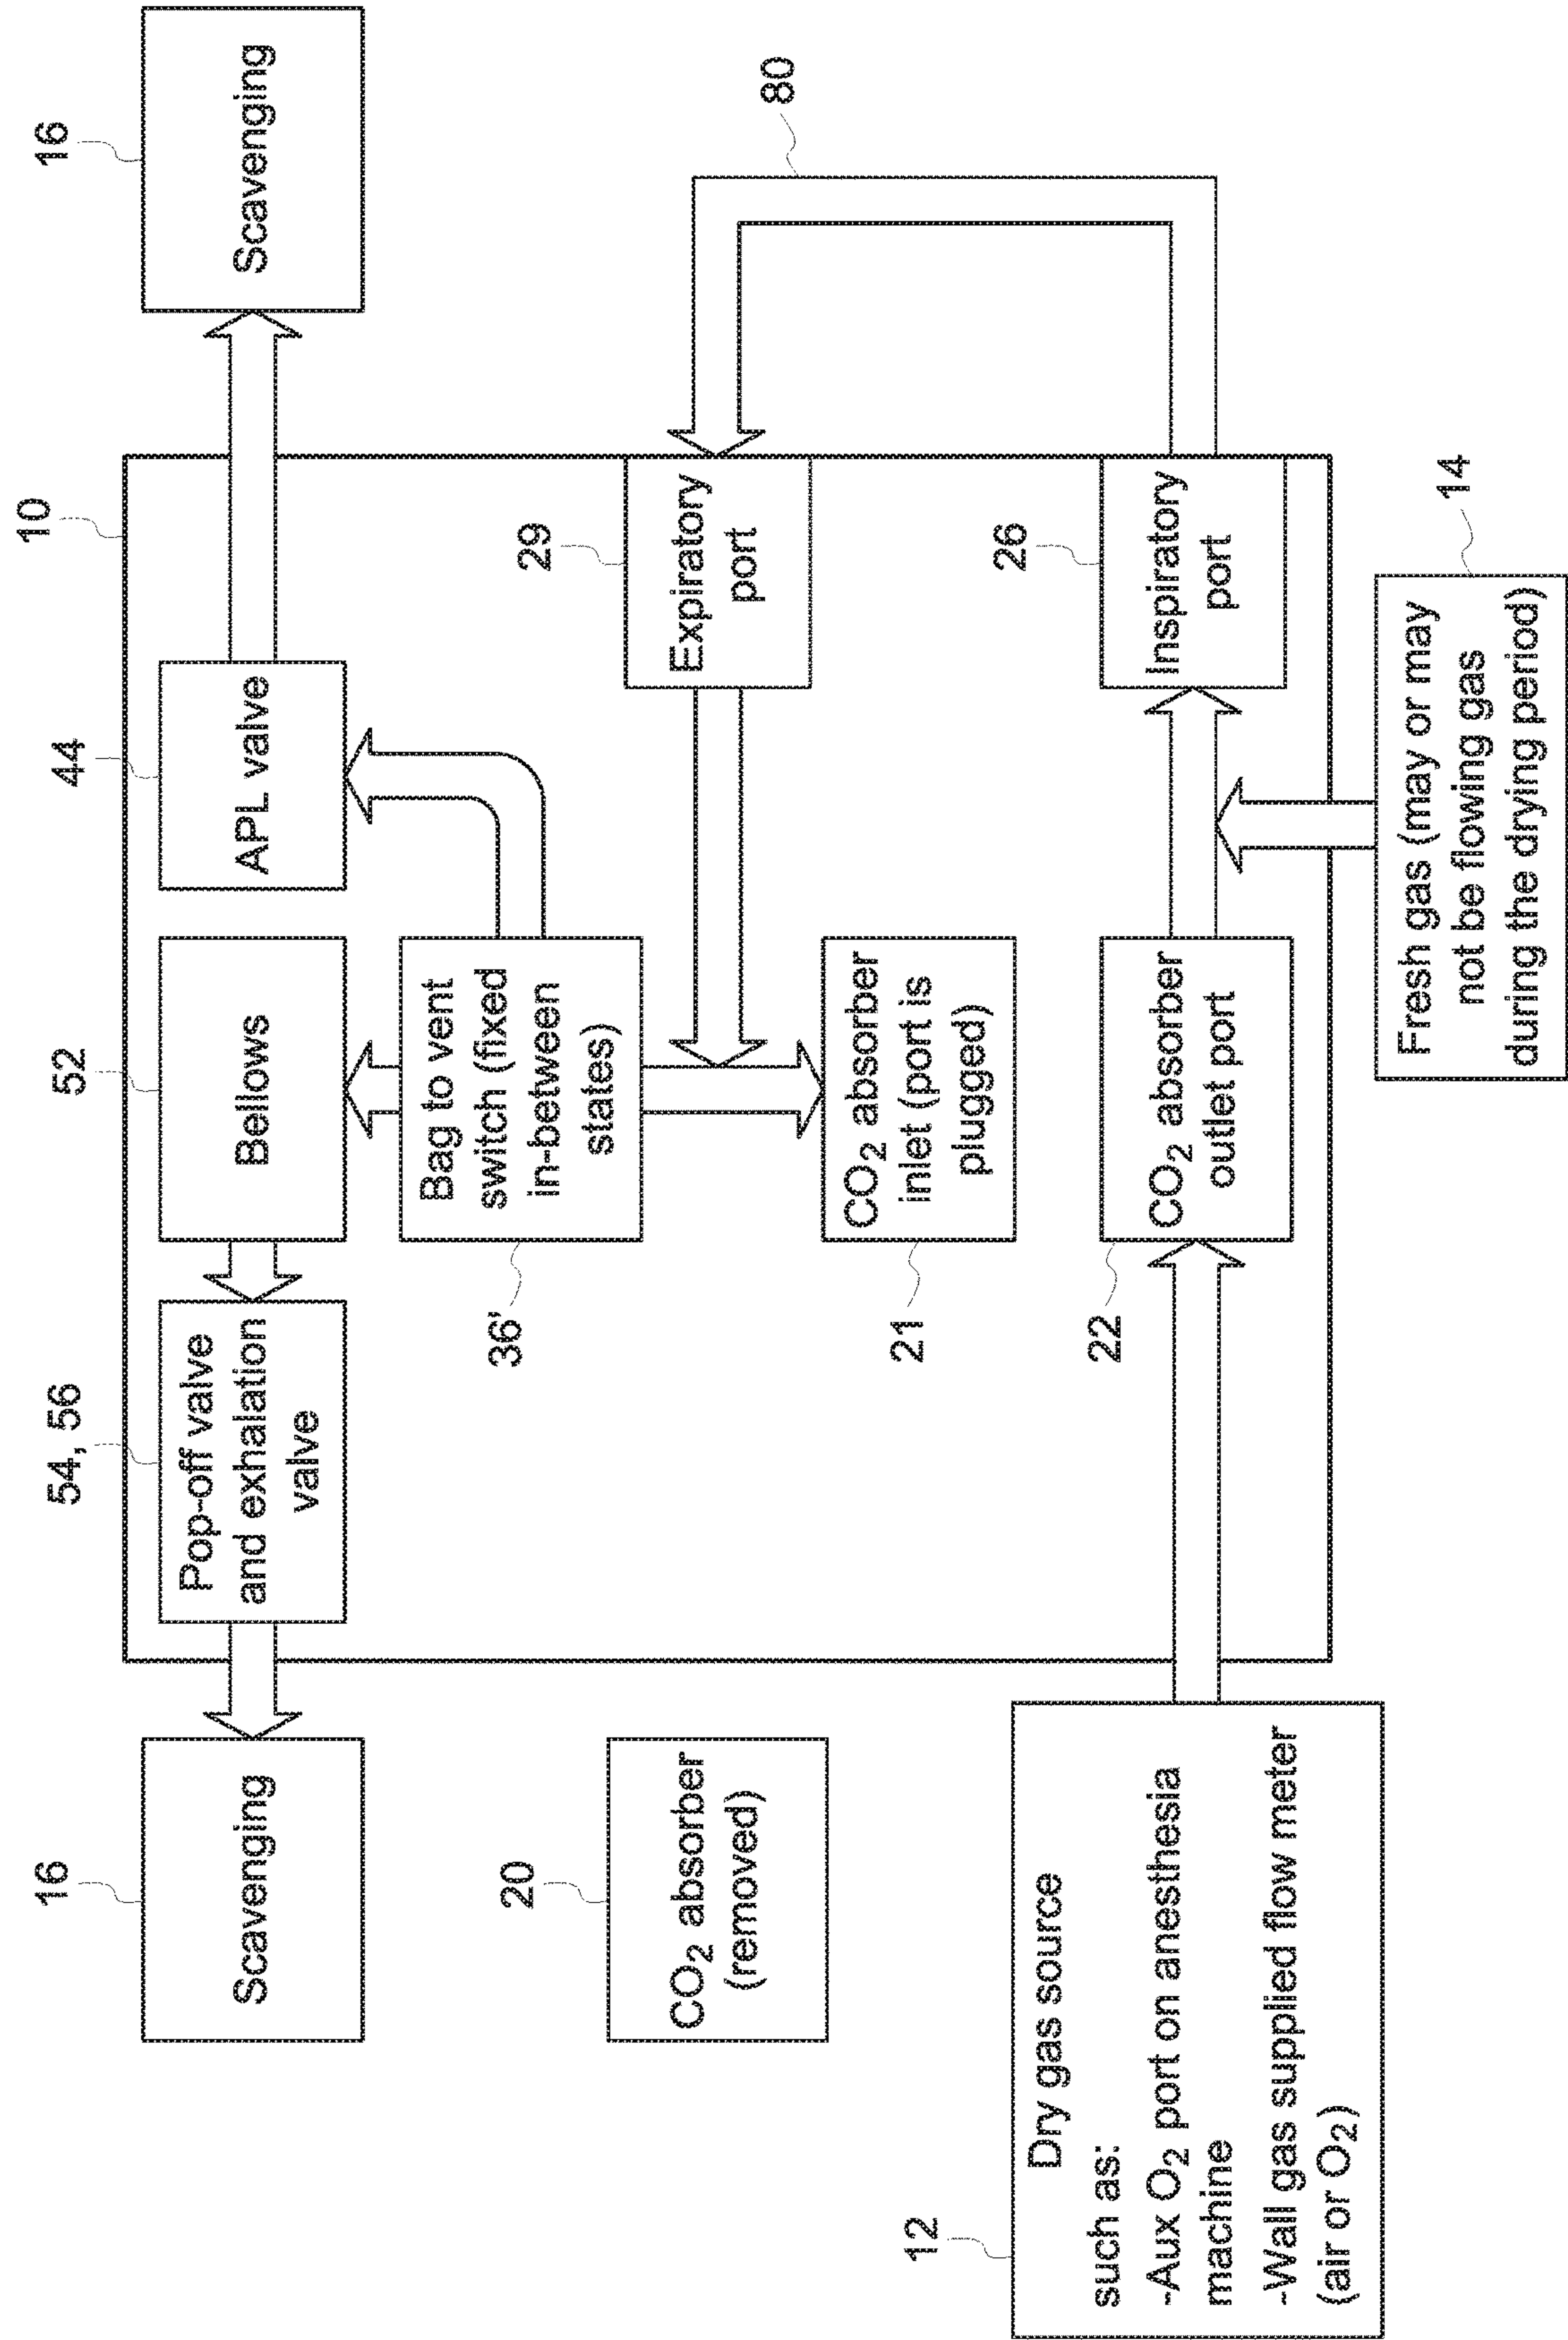 16
Scavenging
54, 56
Pop-off valve
and exhalation
valve
52
Bellows
44
APL valve
10
16
Scavenging
20
CO₂ absorber
(removed)
36'
Bag to vent
switch (fixed
in-between
states)
29
Expiratory
port
80
21
CO₂ absorber
inlet (port is
plugged)
12
Dry gas source
such as:
-Aux O₂ port on anesthesia
machine
-Wall gas supplied flow meter
(air or O₂)
22
CO₂ absorber
outlet port
26
Inspiratory
port
14
Fresh gas (may or may
not be flowing gas
during the drying period)